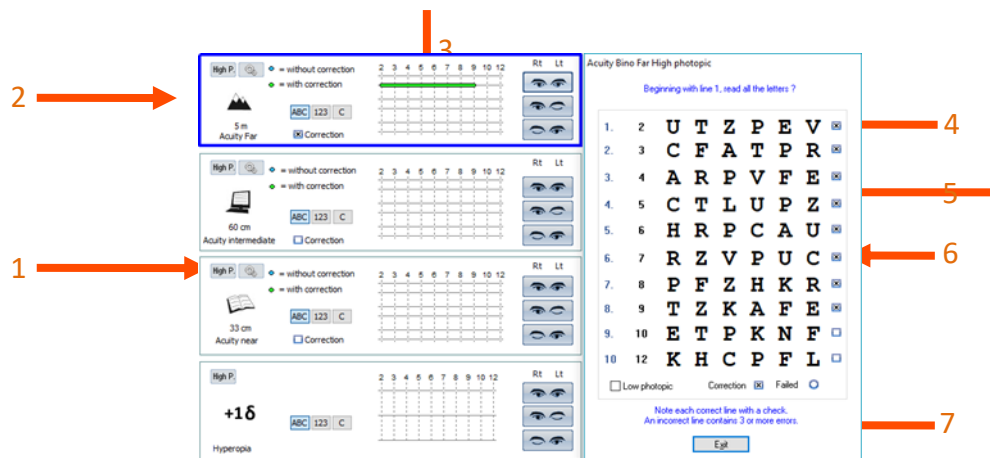 3
High P.
= without correction
= with correction
2 3 4 5 6 7 8 9 10 12
Rt Lt
ABC 123 C
5 m
Acuity Far
Correction
2
High P.
= without correction
= with correction
2 3 4 5 6 7 8 9 10 12
Rt Lt
ABC 123 C
60 cm
Acuity intermediate
Correction
1
High P.
= without correction
= with correction
2 3 4 5 6 7 8 9 10 12
Rt Lt
ABC 123 C
33 cm
Acuity near
Correction
High P.
2 3 4 5 6 7 8 9 10 12
Rt Lt
+1δ
ABC 123 C
Hyperopia
Acuity Bino Far High photopic
Beginning with line 1, read all the letters ?
1. 2 U T Z P E V
4
2. 3 C F A T P R
3. 4 A R P V F E
5
4. 5 C T L U P Z
5. 6 H R P C A U
6. 7 R Z V P U C
6
7. 8 P F Z H K R
8. 9 T Z K A F E
9. 10 E T P K N F
10 12 K H C P F L
Low photopic Correction Failed
Note each correct line with a check.
An incorrect line contains 3 or more errors.
7
Exit